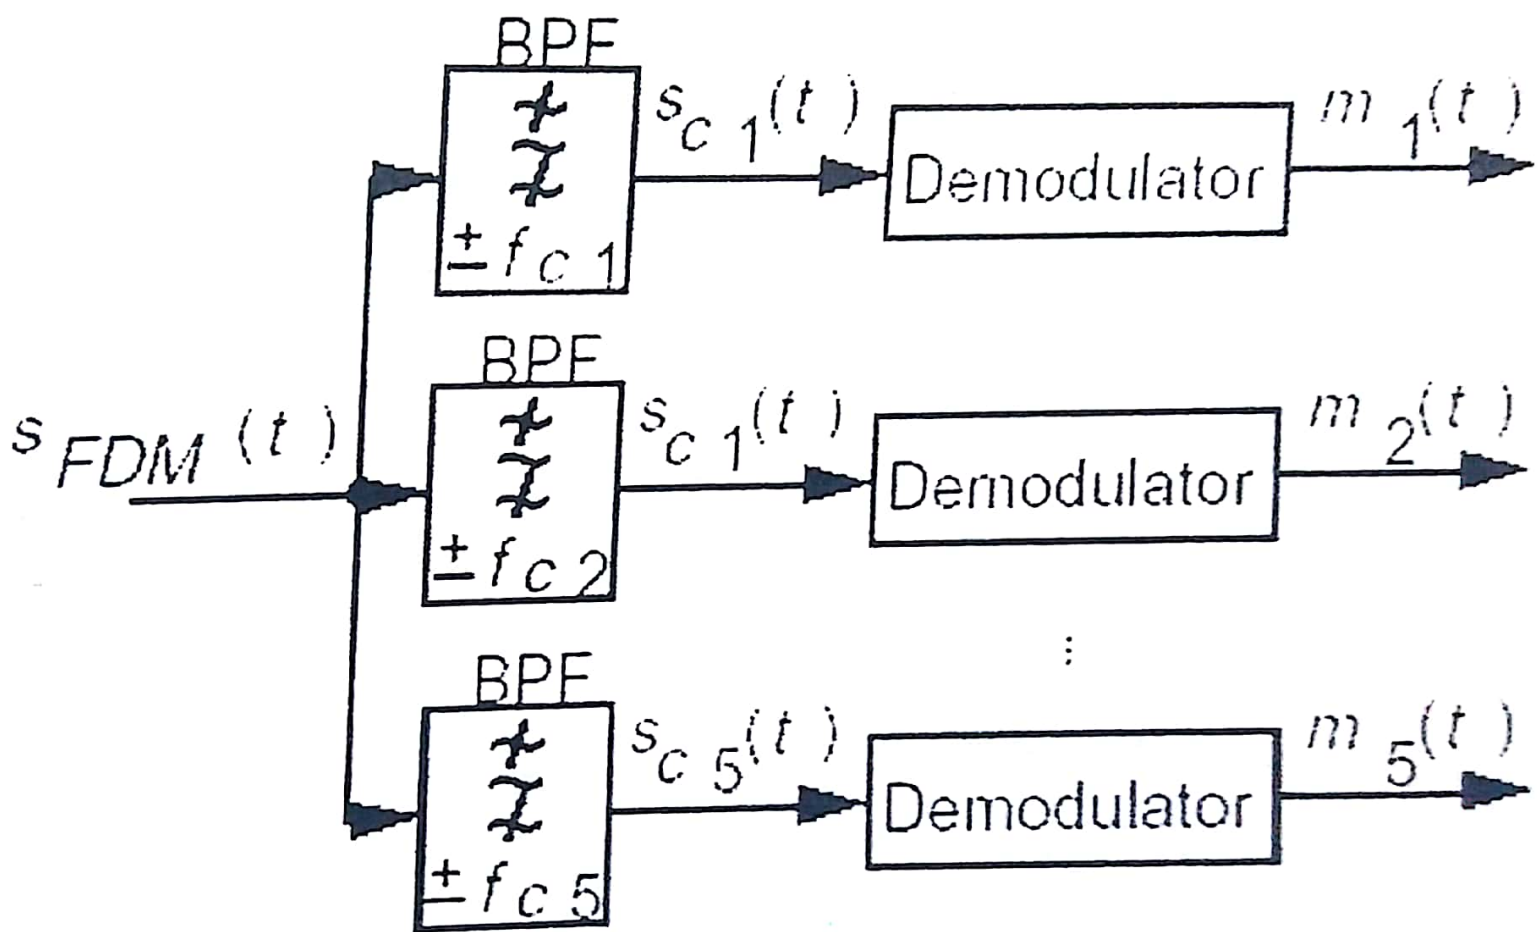 BPF
s c 1 (t)
m 1 (t)
Demodulator
± f c 1
BPF
s FDM (t)
s c 1 (t)
m 2 (t)
Demodulator
± f c 2
⋮
BPF
s c 5 (t)
m 5 (t)
Demodulator
± f c 5